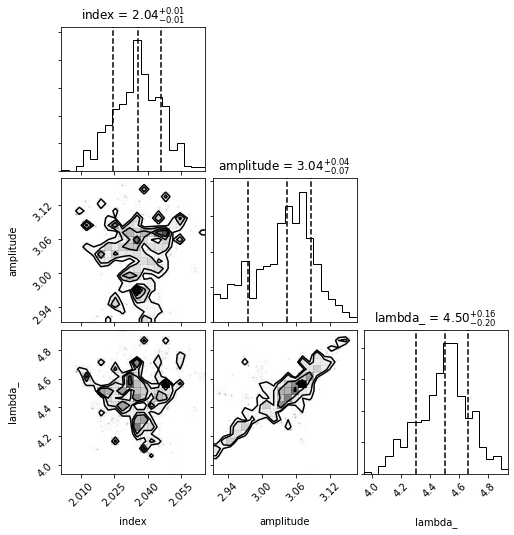 index = 2.04+0.01−0.01
amplitude = 3.04+0.04−0.07
amplitude
3.12
3.06
3.00
2.94
lambda_ = 4.50+0.16−0.20
lambda_
4.8
4.6
4.4
4.2
4.0
2.010 2.025 2.040 2.055
2.94 3.00 3.06 3.12
4.0 4.2 4.4 4.6 4.8
index amplitude lambda_